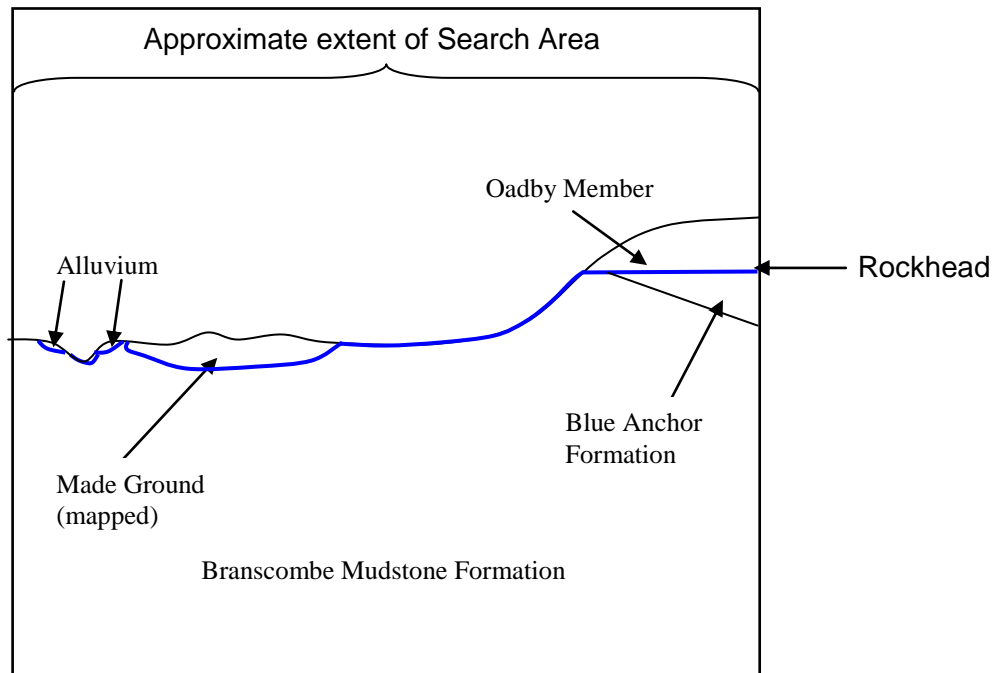 Approximate extent of Search Area
Oadby Member
Alluvium
Rockhead
Blue Anchor
Formation
Made Ground
(mapped)
Branscombe Mudstone Formation